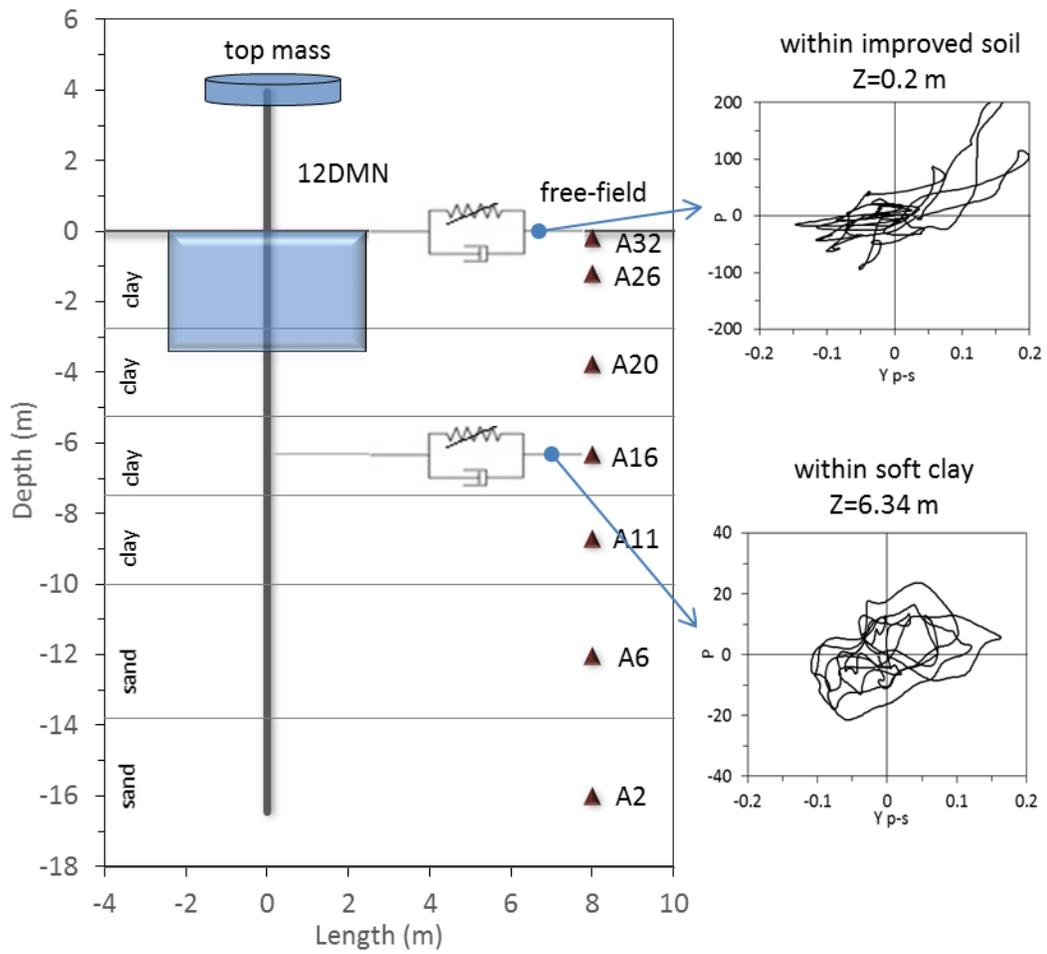 6
4
2
0
-2
-4
-6
-8
-10
-12
-14
-16
-18
Depth (m)
-4
-2
0
2
4
6
8
10
Length (m)
top mass
12DMN
free-field
clay
clay
clay
clay
sand
sand
A32
A26
A20
A16
A11
A6
A2
within improved soil
Z=0.2 m
200
100
0
-100
-200
P
-0.2
-0.1
0
0.1
0.2
Y p-s
within soft clay
Z=6.34 m
40
20
0
-20
-40
P
-0.2
-0.1
0
0.1
0.2
Y p-s